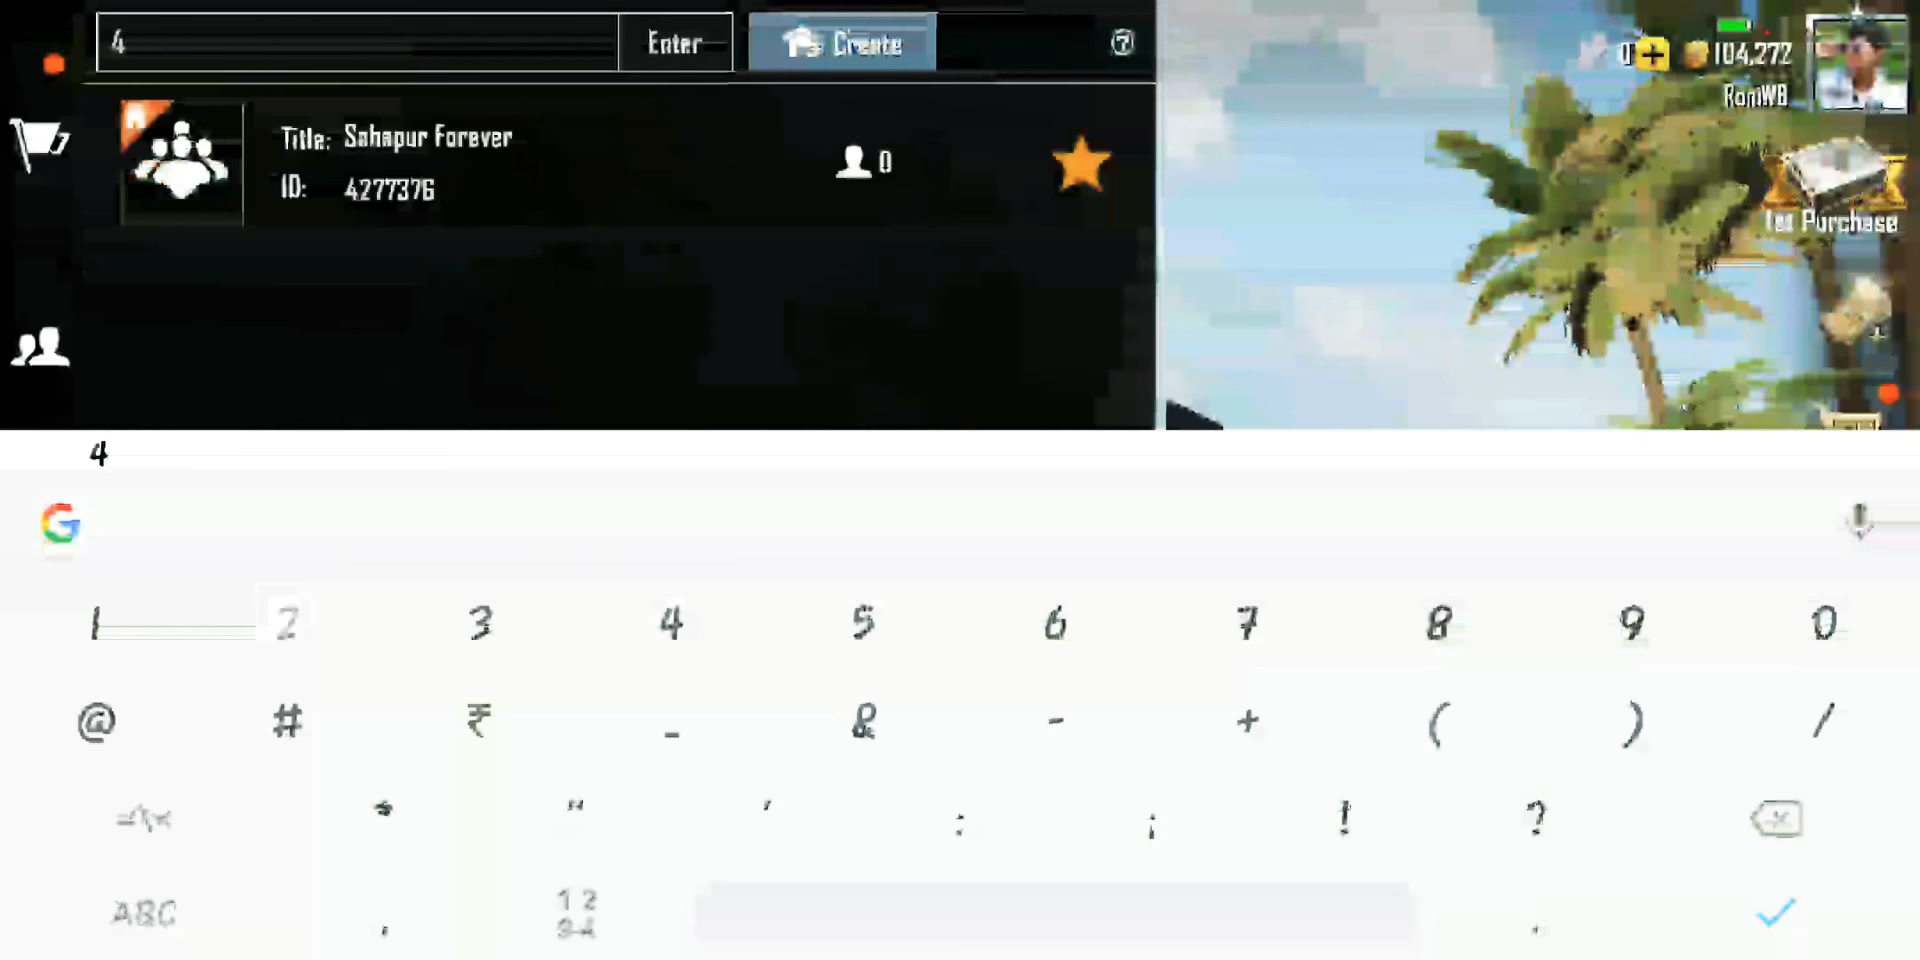 4
Enter
Create
0
104,272
RoniWB
Title: Sahapur Forever
0
ID: 4277376
1st Purchase
4
1 2 3 4 5 6 7 8 9 0
@ # ₹ _ & - + ( ) /
* " ' : ; ! ?
ABC , 1 2 3 4 .